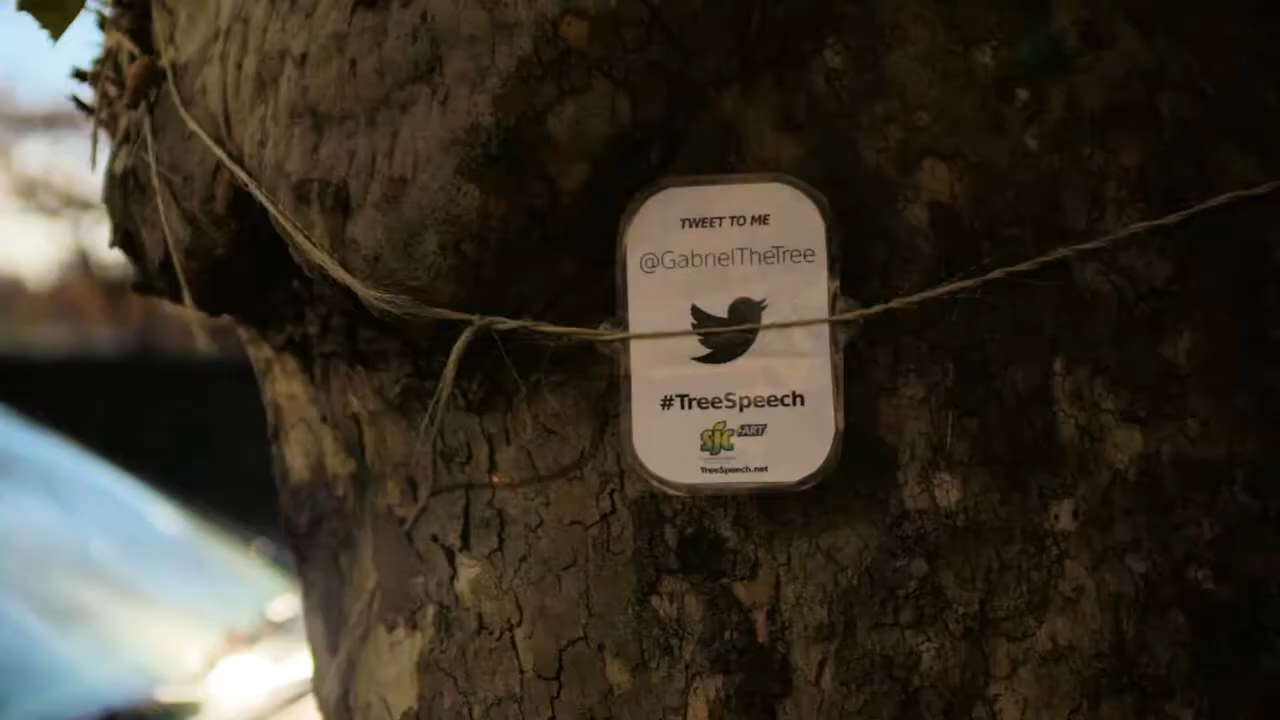 TWEET TO ME
@GabrielTheTree
#TreeSpeech
sjc +ART
TreeSpeech.net